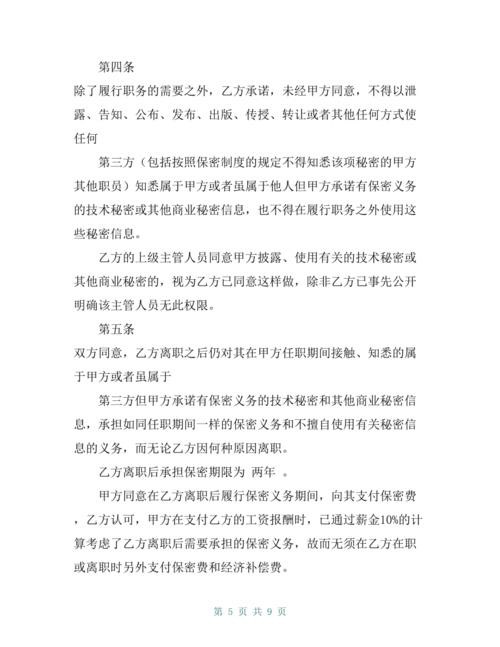 第四条
除了履行职务的需要之外，乙方承诺，未经甲方同意，不得以泄
露、告知、公布、发布、出版、传授、转让或者其他任何方式使
任何
第三方（包括按照保密制度的规定不得知悉该项秘密的甲方
其他职员）知悉属于甲方或者虽属于他人但甲方承诺有保密义务
的技术秘密或其他商业秘密信息，也不得在履行职务之外使用这
些秘密信息。
乙方的上级主管人员同意甲方披露、使用有关的技术秘密或
其他商业秘密的，视为乙方已同意这样做，除非乙方已事先公开
明确该主管人员无此权限。
第五条
双方同意，乙方离职之后仍对其在甲方任职期间接触、知悉的属
于甲方或者虽属于
第三方但甲方承诺有保密义务的技术秘密和其他商业秘密信
息，承担如同任职期间一样的保密义务和不擅自使用有关秘密信
息的义务，而无论乙方因何种原因离职。
乙方离职后承担保密期限为 两年 。
甲方同意在乙方离职后履行保密义务期间，向其支付保密费
，乙方认可，甲方在支付乙方的工资报酬时，已通过薪金10%的计
算考虑了乙方离职后需要承担的保密义务，故而无须在乙方在职
或离职时另外支付保密费和经济补偿费。
第 5 页 共 9 页